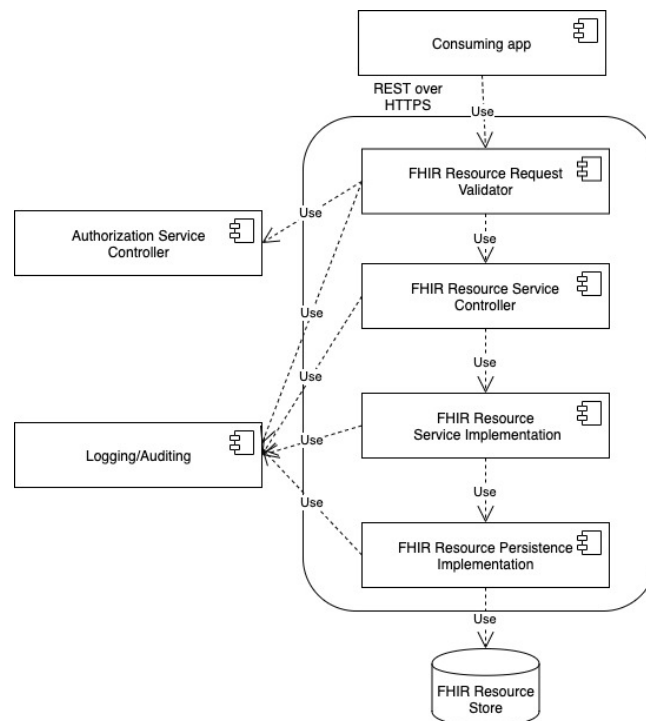 Consuming app
REST over
HTTPS
Use
FHIR Resource Request
Validator
Use
Authorization Service
Controller
Use
FHIR Resource Service
Controller
Use
Use
Use
FHIR Resource
Service Implementation
Use
Logging/Auditing
Use
Use
FHIR Resource Persistence
Implementation
Use
FHIR Resource
Store